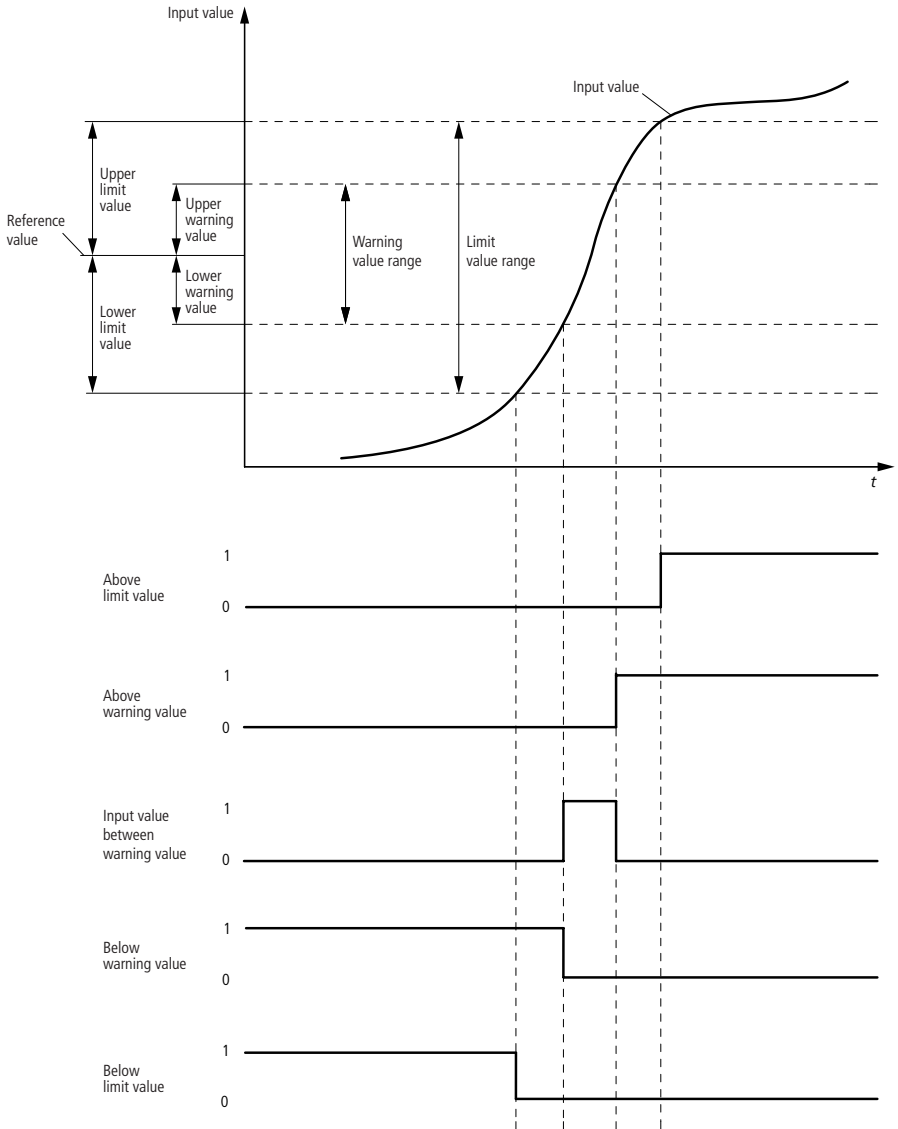 Input value
Input value
Upper
limit
value
Upper
warning
value
Reference
value
Warning
value range
Limit
value range
Lower
warning
value
Lower
limit
value
t
1
Above
limit value
0
1
Above
warning value
0
1
Input value
between
warning value
0
1
Below
warning value
0
1
Below
limit value
0